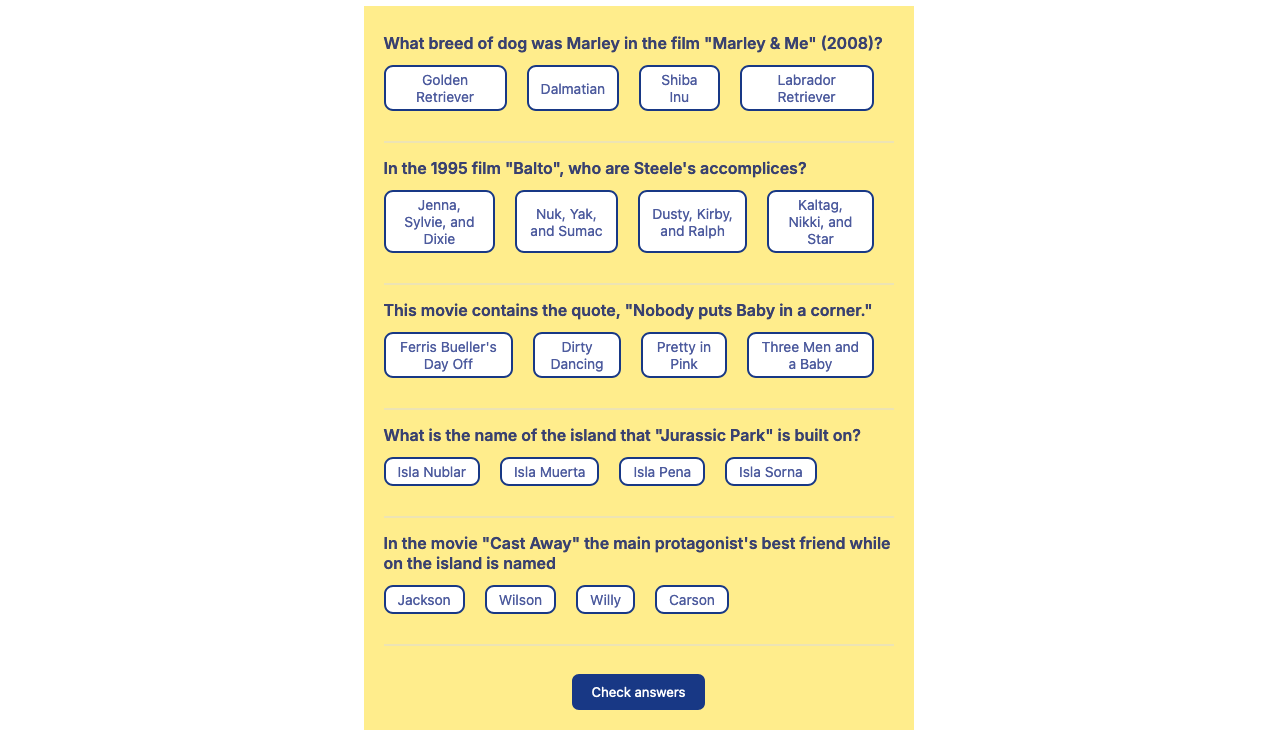 What breed of dog was Marley in the film "Marley & Me" (2008)?
Golden
Retriever
Dalmatian
Shiba
Inu
Labrador
Retriever
In the 1995 film "Balto", who are Steele's accomplices?
Jenna,
Sylvie, and
Dixie
Nuk, Yak,
and Sumac
Dusty, Kirby,
and Ralph
Kaltag,
Nikki, and
Star
This movie contains the quote, "Nobody puts Baby in a corner."
Ferris Bueller's
Day Off
Dirty
Dancing
Pretty in
Pink
Three Men and
a Baby
What is the name of the island that "Jurassic Park" is built on?
Isla Nublar
Isla Muerta
Isla Pena
Isla Sorna
In the movie "Cast Away" the main protagonist's best friend while
on the island is named
Jackson
Wilson
Willy
Carson
Check answers